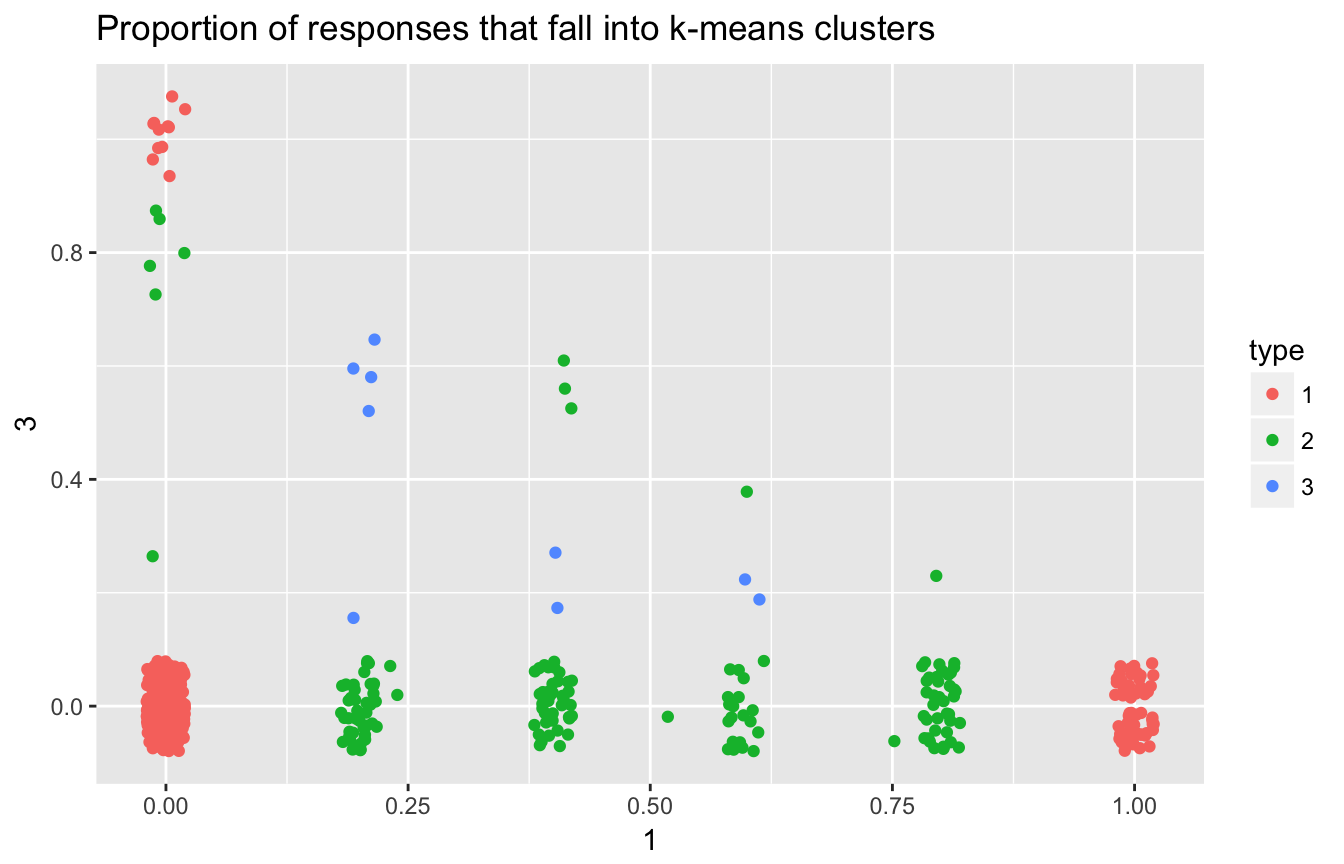 Proportion of responses that fall into k-means clusters
3
0.8
0.4
0.0
0.00 0.25 0.50 0.75 1.00
1
type
1
2
3